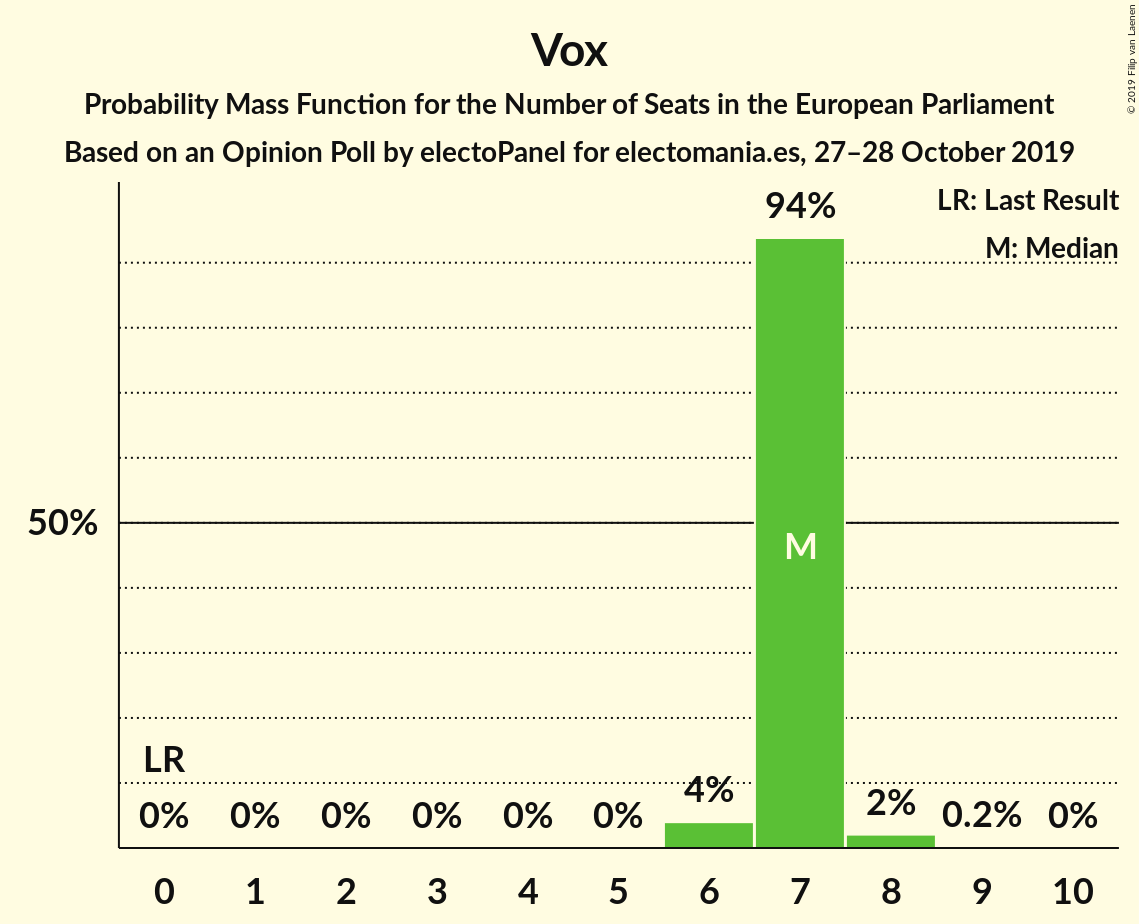 Vox
Probability Mass Function for the Number of Seats in the European Parliament
Based on an Opinion Poll by electoPanel for electomania.es, 27–28 October 2019
© 2019 Filip van Laenen
LR: Last Result
M: Median
94%
50%
M
LR
0% 0% 0% 0% 0% 0% 4% 2% 0.2% 0%
0 1 2 3 4 5 6 7 8 9 10